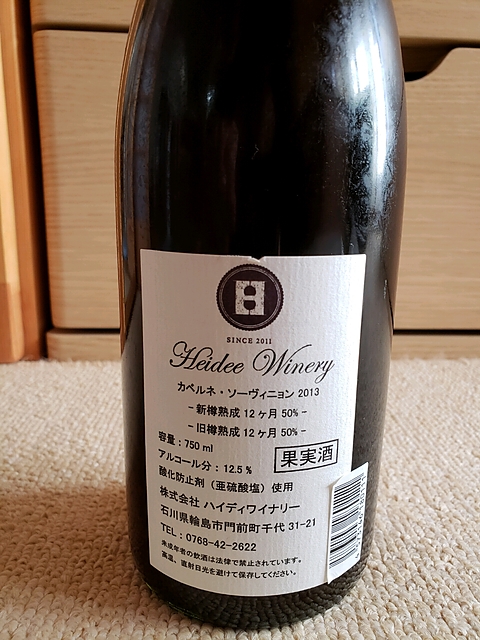 H
SINCE 2011
Heidee Winery
カベルネ・ソーヴィニヨン 2013
- 新樽熟成 12 ヶ月 50% -
- 旧樽熟成 12 ヶ月 50% -
容量：750 ml
アルコール分：12.5 %
果実酒
酸化防止剤（亜硫酸塩）使用
株式会社 ハイディワイナリー
石川県輪島市門前町千代 31-21
TEL：0768-42-2622
未成年者の飲酒は法律で禁止されています。
高温、直射日光を避けて保存してください。